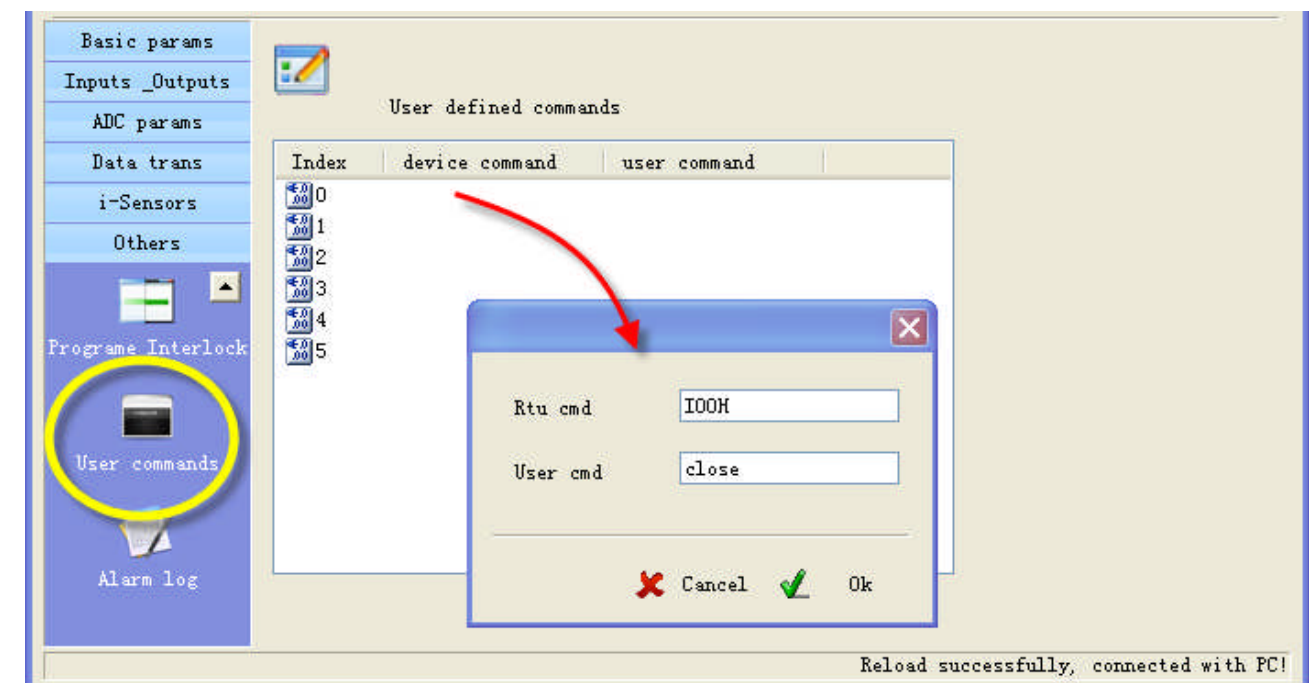 Basic params
Inputs _Outputs
ADC params
Data trans
i-Sensors
Others
Programe Interlock
User commands
Alarm log
User defined commands
Index device command user command
0
1
2
3
4
5
Rtu cmd IOOH
User cmd close
Cancel Ok
Reload successfully, connected with PC!